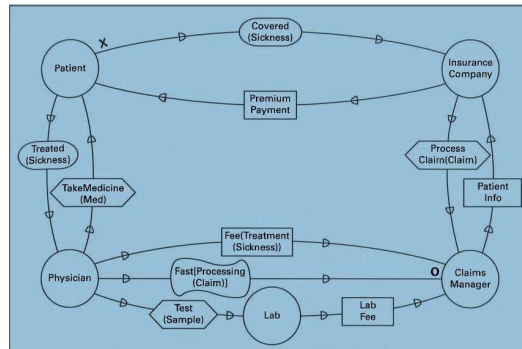 Covered
(Sickness)
X
Patient
Insurance
Company
Premium
Payment
Treated
(Sickness)
Process
Claim(Claim)
TakeMedicine
(Med)
Patient
Info
Fee(Treatment
(Sickness))
Physician
Fast[Processing
(Claim)]
O
Claims
Manager
Test
(Sample)
Lab
Lab
Fee